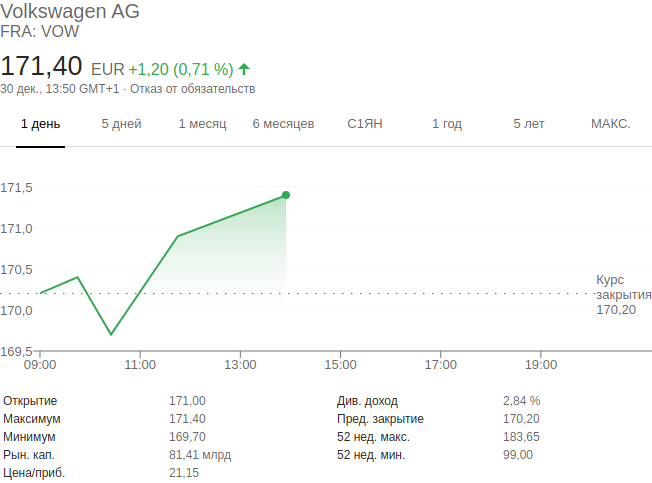 Volkswagen AG
FRA: VOW
171,40 EUR +1,20 (0,71 %)
30 дек., 13:50 GMT+1 · Отказ от обязательств
1 день 5 дней 1 месяц 6 месяцев С1ЯН 1 год 5 лет МАКС.
171,5
171,0
170,5
170,0
169,5
Курс
закрытия
170,20
09:00 11:00 13:00 15:00 17:00 19:00
Открытие 171,00 Див. доход 2,84 %
Максимум 171,40 Пред. закрытие 170,20
Минимум 169,70 52 нед. макс. 183,65
Рын. кап. 81,41 млрд 52 нед. мин. 99,00
Цена/приб. 21,15